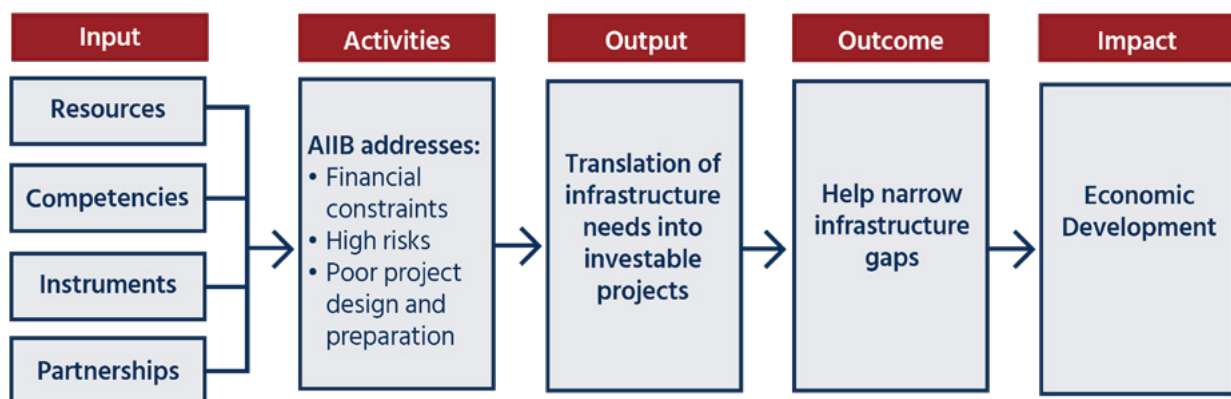 Input
Activities
Output
Outcome
Impact
Resources
Competencies
Instruments
Partnerships
AIIB addresses:
• Financial
constraints
• High risks
• Poor project
design and
preparation
Translation of
infrastructure
needs into
investable
projects
Help narrow
infrastructure
gaps
Economic
Development